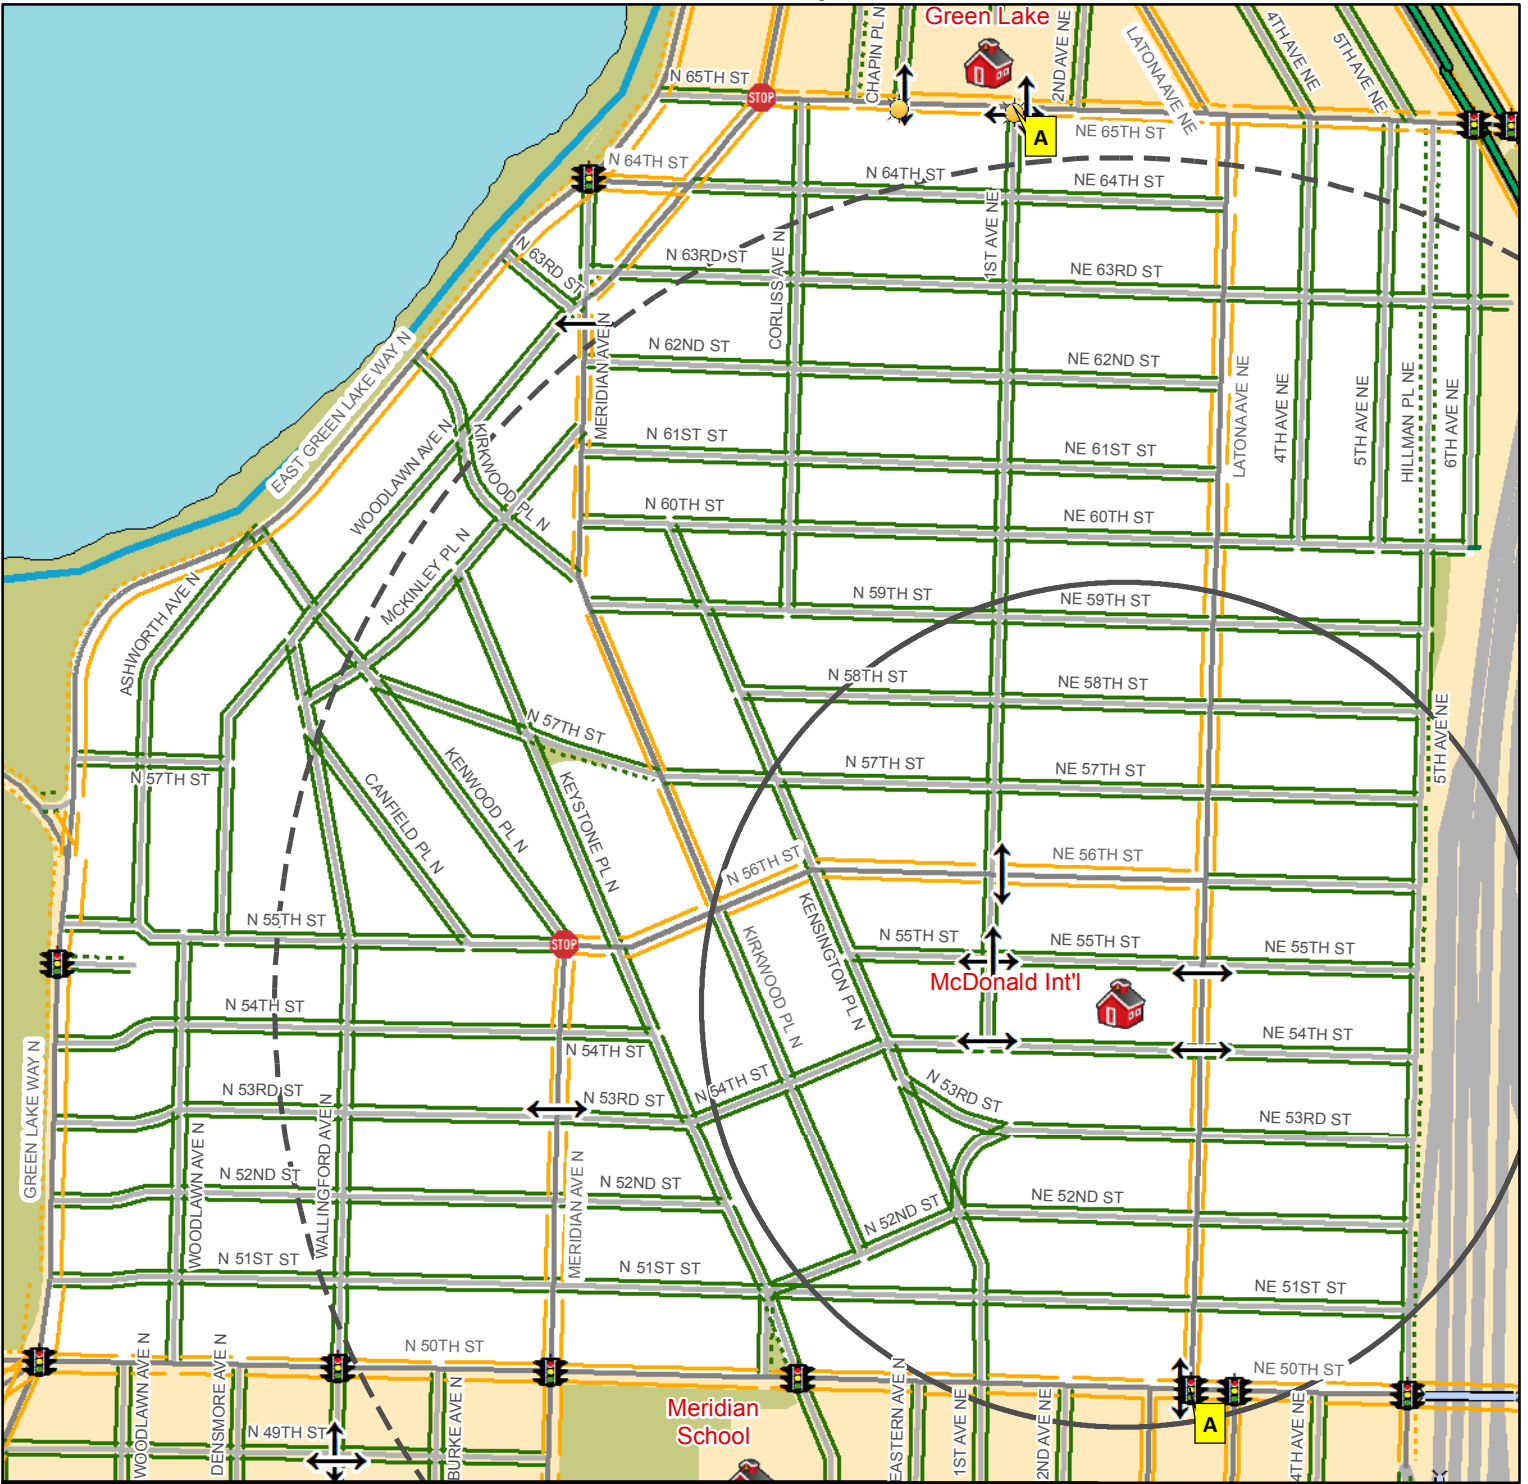 Green Lake
CHAPIN PL N
2ND AVE NE
LATONA AVE NE
4TH AVE NE
5TH AVE NE
N 65TH ST
STOP
NE 65TH ST
A
N 64TH ST
N 64TH ST
NE 64TH ST
1ST AVE NE
N 63RD ST
N 63RD ST
CORLISS AVE N
NE 63RD ST
EAST GREEN LAKE WAY N
MERIDIAN AVE N
N 62ND ST
NE 62ND ST
LATONA AVE NE
4TH AVE NE
5TH AVE NE
HILLMAN PL NE
6TH AVE NE
WOODLAWN AVE N
KIRKWOOD PL N
N 61ST ST
NE 61ST ST
N 60TH ST
NE 60TH ST
MCKINLEY PL N
ASHWORTH AVE N
N 59TH ST
NE 59TH ST
N 58TH ST
NE 58TH ST
5TH AVE NE
N 57TH ST
N 57TH ST
N 57TH ST
NE 57TH ST
CANFIELD PL N
KENWOOD PL N
KEYSTONE PL N
N 56TH ST
NE 56TH ST
KENSINGTON PL N
KIRKWOOD PL N
N 55TH ST
STOP
N 55TH ST
NE 55TH ST
NE 55TH ST
McDonald Int'l
N 54TH ST
N 54TH ST
N 54TH ST
NE 54TH ST
GREEN LAKE WAY N
N 53RD ST
N 53RD ST
N 53RD ST
NE 53RD ST
WOODLAWN AVE N
WALLINGFORD AVE N
MERIDIAN AVE N
N 52ND ST
N 52ND ST
N 52ND ST
NE 52ND ST
N 51ST ST
N 51ST ST
NE 51ST ST
N 50TH ST
NE 50TH ST
WOODLAWN AVE N
DENSMORE AVE N
BURKE AVE N
EASTERN AVE N
1ST AVE NE
2ND AVE NE
4TH AVE NE
Meridian
School
A
N 49TH ST